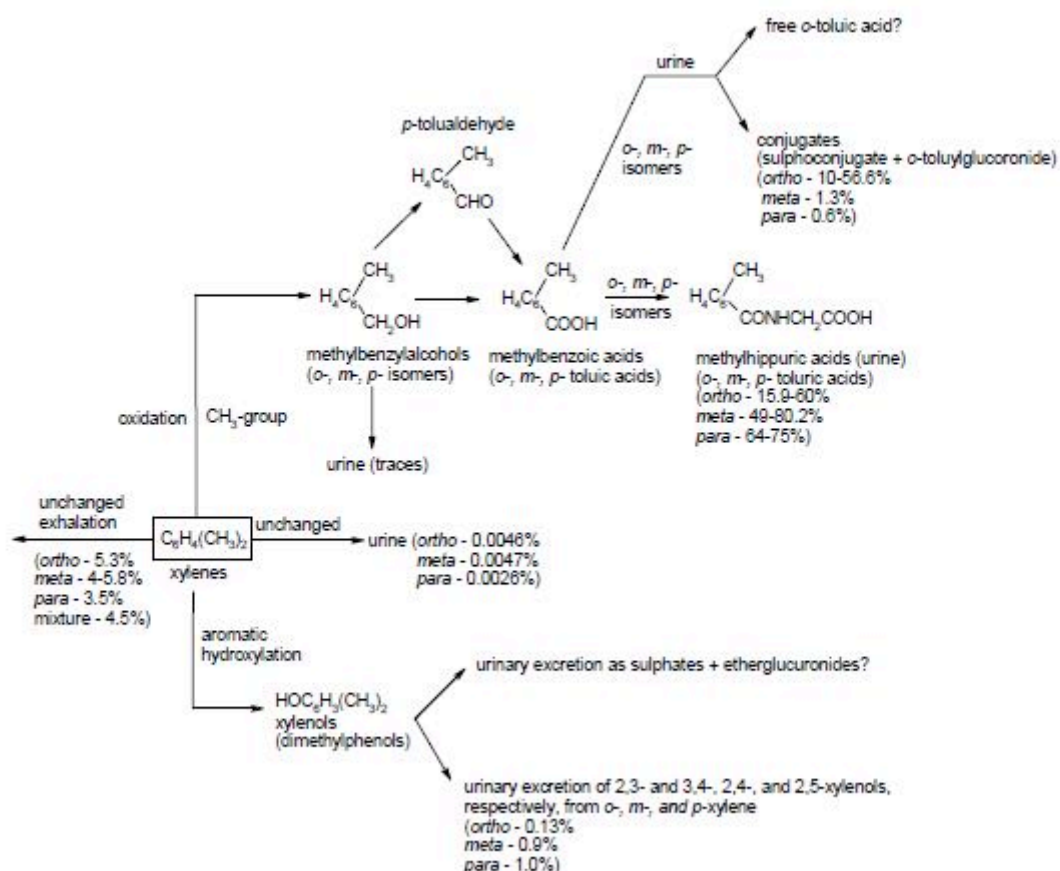 free o-toluic acid?
urine
p-tolualdehyde
CH3
H4C6
CHO
o-, m-, p-
isomers
conjugates
(sulphoconjugate + o-toluylglucoronide)
(ortho - 10-56.6%
meta - 1.3%
para - 0.6%)
CH3
H4C6
CH2OH
methylbenzylalcohols
(o-, m-, p- isomers)
CH3
H4C6
COOH
methylbenzoic acids
(o-, m-, p- toluic acids)
o-, m-, p-
isomers
CH3
H4C6
CONHCH2COOH
methylhippuric acids (urine)
(o-, m-, p- toluric acids)
(ortho - 15.9-60%
meta - 49-80.2%
para - 64-75%)
oxidation
CH3-group
urine (traces)
unchanged
exhalation
C6H4(CH3)2
xylenes
unchanged
urine (ortho - 0.0046%
meta - 0.0047%
para - 0.0026%)
(ortho - 5.3%
meta - 4-5.8%
para - 3.5%
mixture - 4.5%)
aromatic
hydroxylation
HOC6H3(CH3)2
xylenols
(dimethylphenols)
urinary excretion as sulphates + etherglucuronides?
urinary excretion of 2,3- and 3,4-, 2,4-, and 2,5-xylenols,
respectively, from o-, m-, and p-xylene
(ortho - 0.13%
meta - 0.9%
para - 1.0%)